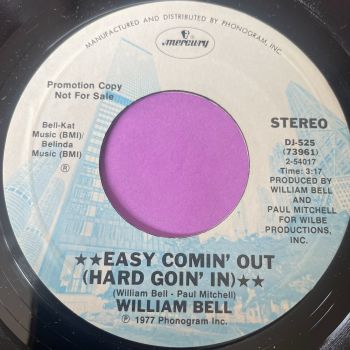 MANUFACTURED AND DISTRIBUTED BY PHONOGRAM, INC.
mercury
Promotion Copy
Not For Sale
Bell-Kat
Music (BMI)/
Belinda
Music (BMI)
℗
STEREO
DJ-525
(73961)
2-54017
Time: 3:17
PRODUCED BY
WILLIAM BELL
AND
PAUL MITCHELL
FOR WILBE
PRODUCTIONS,
INC.
★★EASY COMIN' OUT
(HARD GOIN' IN)★★
(William Bell - Paul Mitchell)
WILLIAM BELL
℗ 1977 Phonogram Inc.